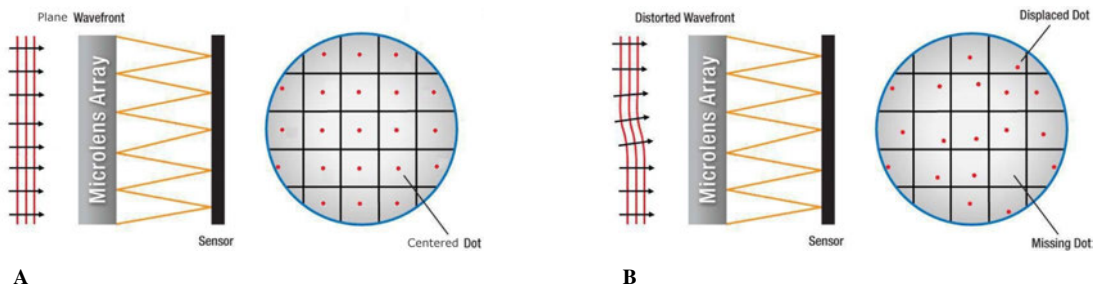 Plane Wavefront
Microlens Array
Sensor
Centered Dot
A
Distorted Wavefront
Displaced Dot
Microlens Array
Sensor
Missing Dot
B